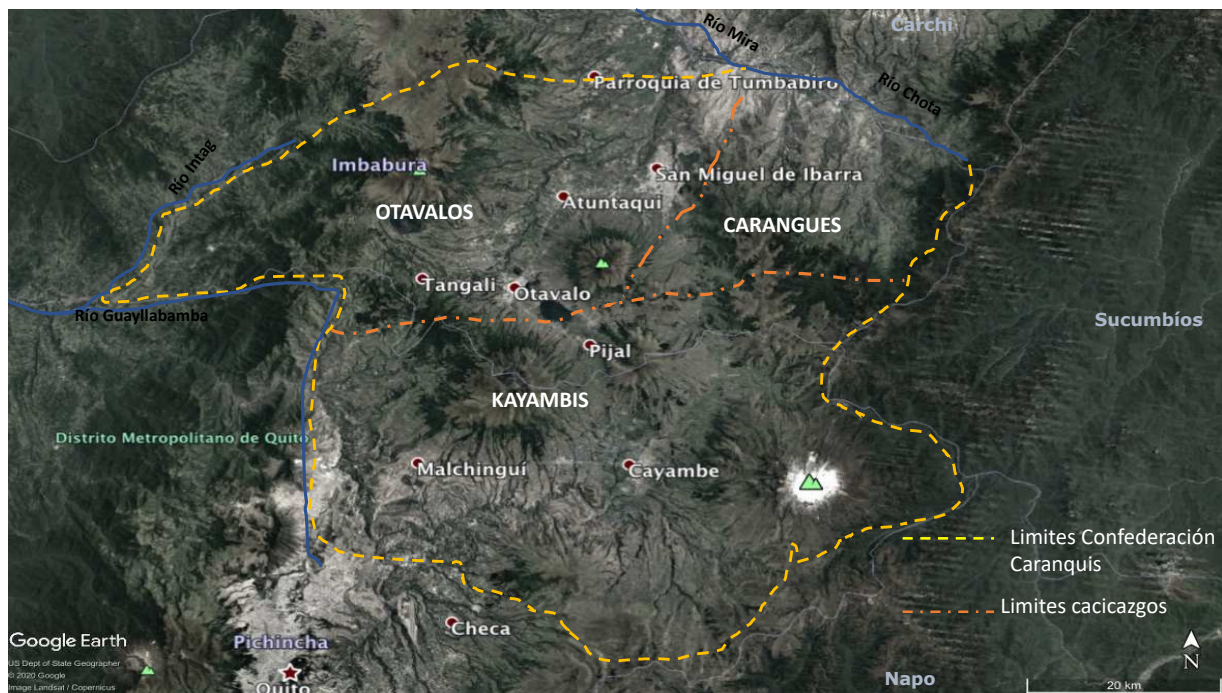 Carchi
Río Mira
Parroquia de Tumbabiro
Río Chota
Río Intag
Imbabura
San Miguel de Ibarra
Atuntaqui
OTAVALOS
CARANGUES
Tangali
Otavalo
Río Guayllabamba
Sucumbíos
Pijal
KAYAMBIS
Distrito Metropolitano de Quito
Malchinguí
Cayambe
Limites Confederación
Caranquis
Limites cacicazgos
Checa
Google Earth
Pichincha
US Dept of State Geographer
© 2020 Google
Image Landsat / Copernicus
Quito
N
Napo
20 km